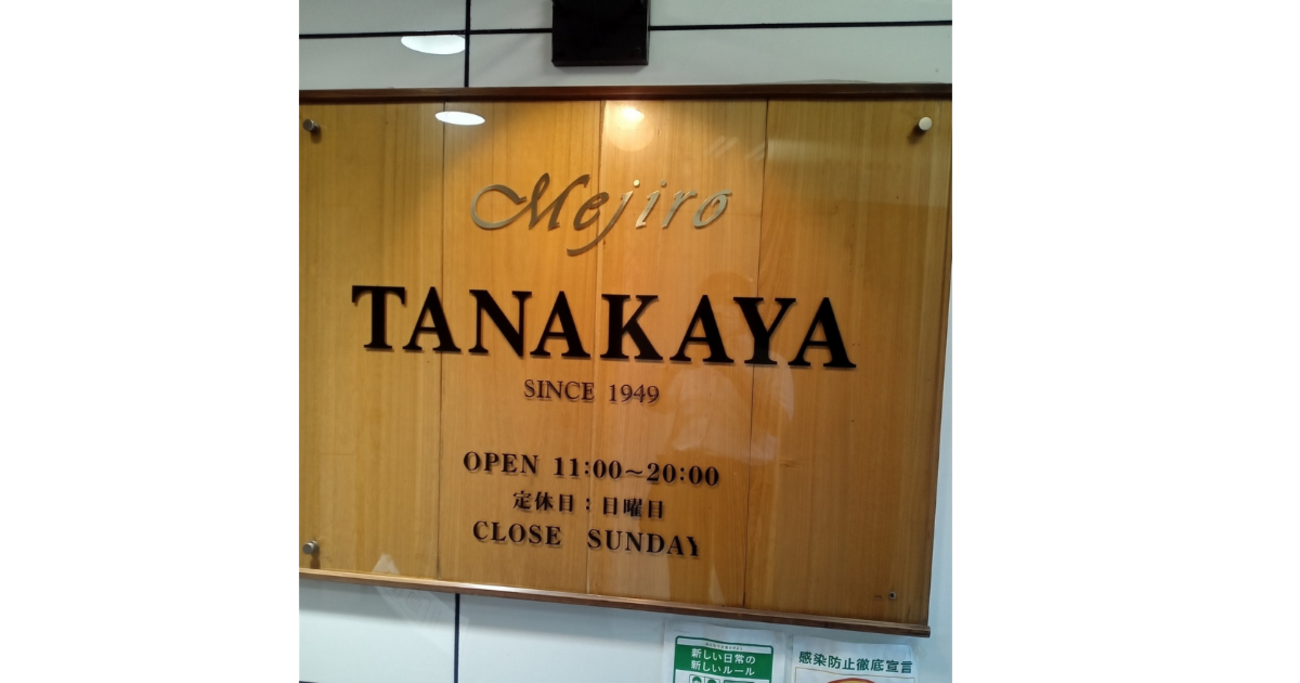 Mejiro
TANAKAYA
SINCE 1949
OPEN 11:00~20:00
定休日：日曜日
CLOSE SUNDAY
新しい日常の
新しいルール
感染防止徹底宣言